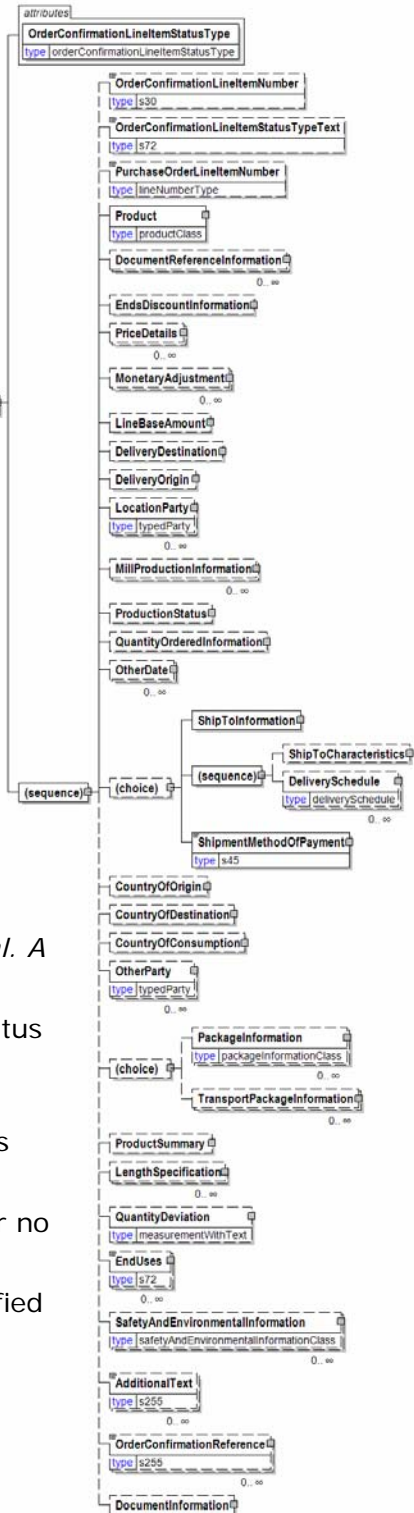 attributes
OrderConfirmationLineItemStatusType
type orderConfirmationLineItemStatusType
OrderConfirmationLineItemNumber
type s30
OrderConfirmationLineItemStatusTypeText
type s72
PurchaseOrderLineItemNumber
type lineNumberType
Product
type productClass
DocumentReferenceInformation
0.. ∞
EndsDiscountInformation
PriceDetails
0.. ∞
MonetaryAdjustment
0.. ∞
LineBaseAmount
DeliveryDestination
DeliveryOrigin
LocationParty
type typedParty
0.. ∞
MillProductionInformation
0.. ∞
ProductionStatus
QuantityOrderedInformation
OtherDate
0.. ∞
ShipToInformation
ShipToCharacteristics
(sequence)
DeliverySchedule
type deliverySchedule
0.. ∞
(sequence) (choice)
ShipmentMethodOfPayment
type s45
CountryOfOrigin
CountryOfDestination
CountryOfConsumption
l. A
OtherParty
type typedParty
0.. ∞
tus
PackageInformation
type packageInformationClass
0.. ∞
(choice)
TransportPackageInformation
0.. ∞
s
ProductSummary
LengthSpecification
0.. ∞
r no
QuantityDeviation
type measurementWithText
EndUses
type s72
0.. ∞
fied
SafetyAndEnvironmentalInformation
type safetyAndEnvironmentalInformationClass
0.. ∞
AdditionalText
type s255
0.. ∞
OrderConfirmationReference
type s255
0.. ∞
DocumentInformation